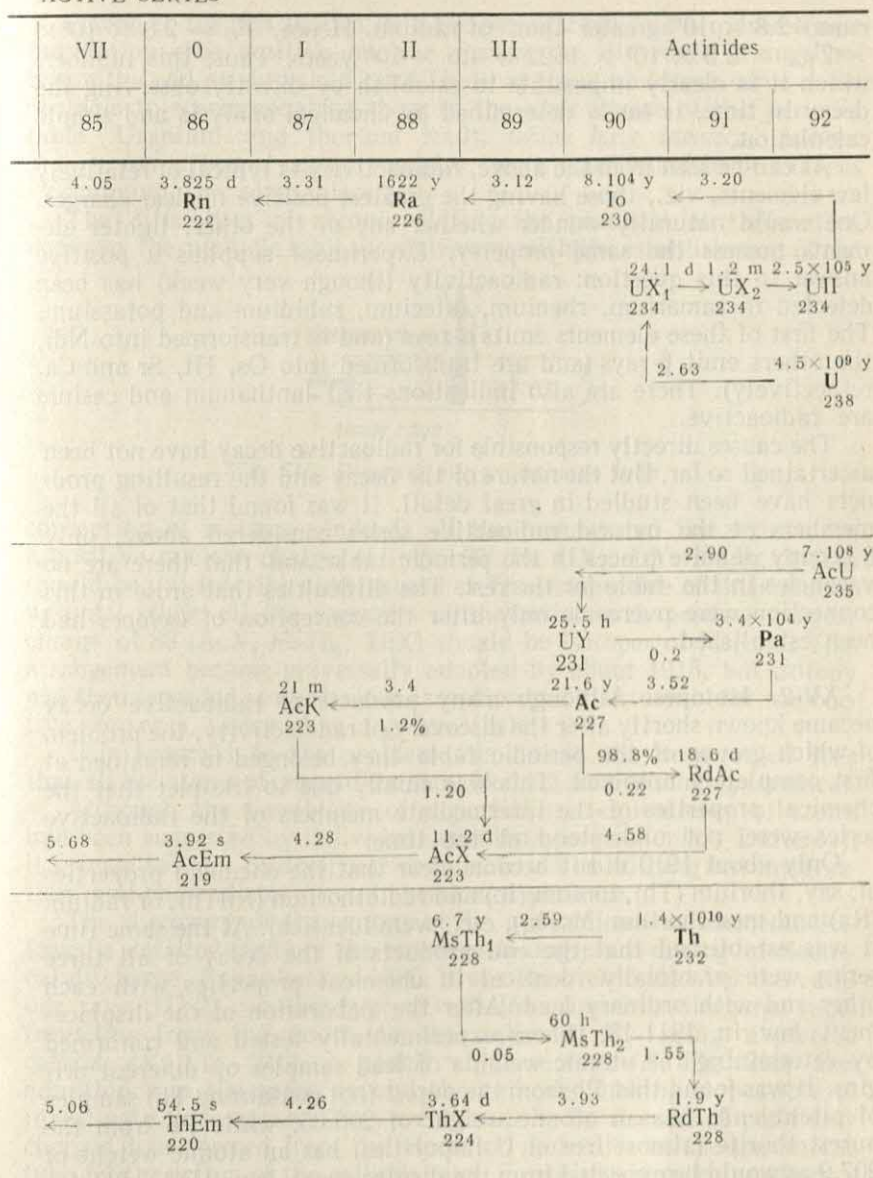 ACTIVE SERIES
VII 0 I II III Actinides
85 86 87 88 89 90 91 92
4.05 3.825 d 3.31 1622 y 3.12 8.10⁴ y 3.20
Rn Ra Io
222 226 230
24.1 d 1.2 m 2.5×10⁵ y
UX₁ UX₂ UII
234 234 234
2.63 4.5×10⁹ y
U
238
2.90 7.10⁸ y
AcU
235
25.5 h 3.4×10⁴ y
UY Pa
231 0.2 231
21 m 3.4 21.6 y 3.52
AcK Ac
223 1.2% 227
98.8% 18.6 d
RdAc
1.20 0.22 227
5.68 3.92 s 4.28 11.2 d 4.58
AcEm AcX
219 223
6.7 y 2.59 1.4×10¹⁰ y
MsTh₁ Th
228 232
60 h
MsTh₂
0.05 228 1.55
5.06 54.5 s 4.26 3.64 d 3.93 1.9 y
ThEm ThX RdTh
220 224 228